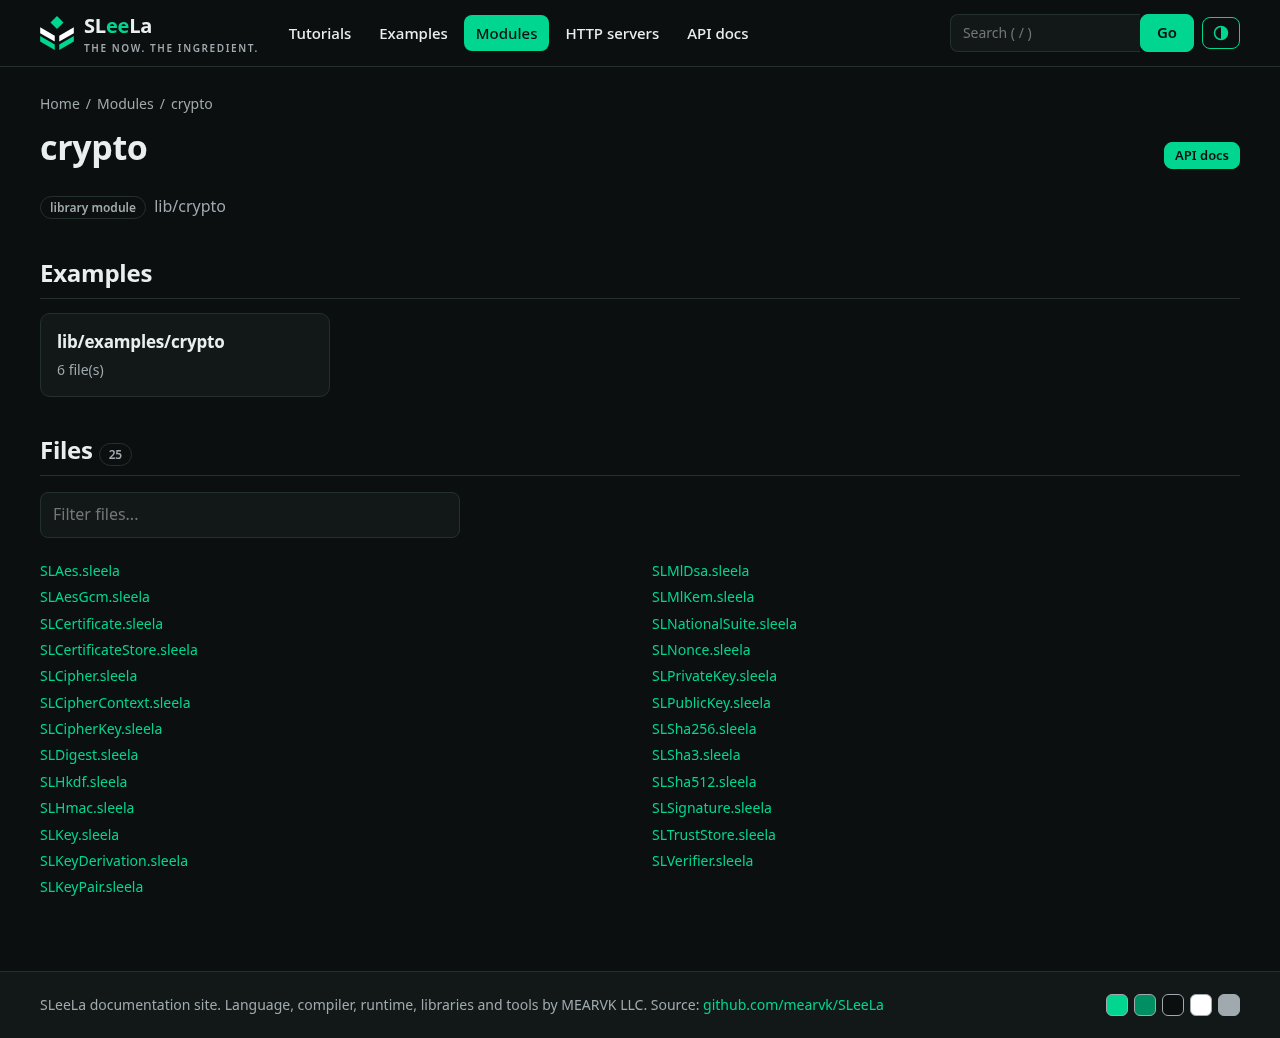 SLeeLa
THE NOW. THE INGREDIENT.
Tutorials
Examples
Modules
HTTP servers
API docs
Search ( / )
Go
Home / Modules / crypto
crypto
API docs
library module lib/crypto
Examples
lib/examples/crypto
6 file(s)
Files 25
Filter files...
SLAes.sleela
SLAesGcm.sleela
SLCertificate.sleela
SLCertificateStore.sleela
SLCipher.sleela
SLCipherContext.sleela
SLCipherKey.sleela
SLDigest.sleela
SLHkdf.sleela
SLHmac.sleela
SLKey.sleela
SLKeyDerivation.sleela
SLKeyPair.sleela
SLMlDsa.sleela
SLMlKem.sleela
SLNationalSuite.sleela
SLNonce.sleela
SLPrivateKey.sleela
SLPublicKey.sleela
SLSha256.sleela
SLSha3.sleela
SLSha512.sleela
SLSignature.sleela
SLTrustStore.sleela
SLVerifier.sleela
SLeeLa documentation site. Language, compiler, runtime, libraries and tools by MEARVK LLC. Source: github.com/mearvk/SLeeLa